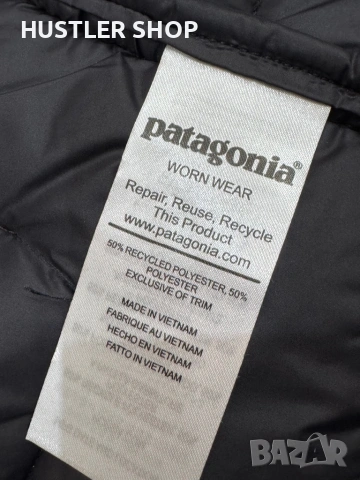 HUSTLER SHOP
patagonia®
WORN WEAR
Repair, Reuse, Recycle
This Product
www.patagonia.com
50% RECYCLED POLYESTER, 50%
POLYESTER
EXCLUSIVE OF TRIM
MADE IN VIETNAM
FABRIQUE AU VIETNAM
HECHO EN VIETNAM
FATTO IN VIETNAM
BAZAR